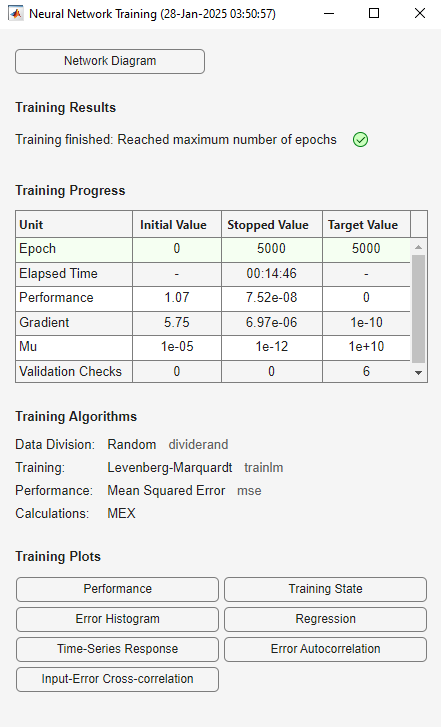 Neural Network Training (28-Jan-2025 03:50:57)
Network Diagram
Training Results
Training finished: Reached maximum number of epochs
Training Progress
Unit Initial Value Stopped Value Target Value
Epoch 0 5000 5000
Elapsed Time - 00:14:46 -
Performance 1.07 7.52e-08 0
Gradient 5.75 6.97e-06 1e-10
Mu 1e-05 1e-12 1e+10
Validation Checks 0 0 6
Training Algorithms
Data Division: Random dividerand
Training: Levenberg-Marquardt trainlm
Performance: Mean Squared Error mse
Calculations: MEX
Training Plots
Performance Training State
Error Histogram Regression
Time-Series Response Error Autocorrelation
Input-Error Cross-correlation